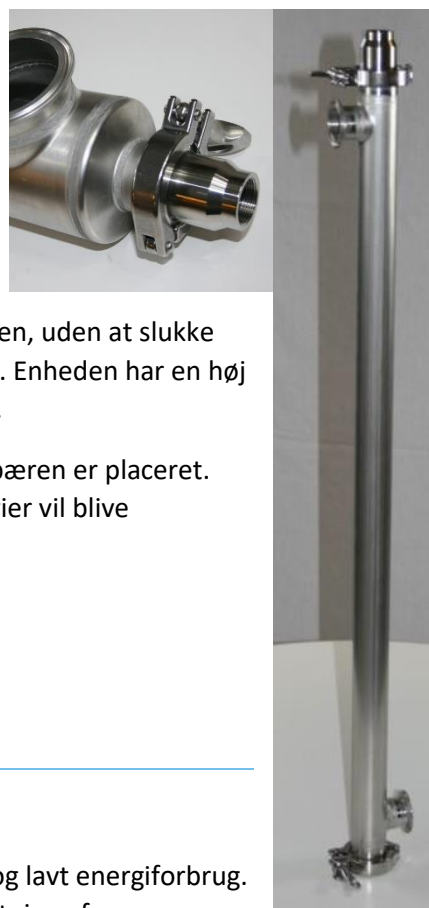 en, uden at slukke
. Enheden har en høj
pæren er placeret.
ier vil blive
og lavt energiforbrug.